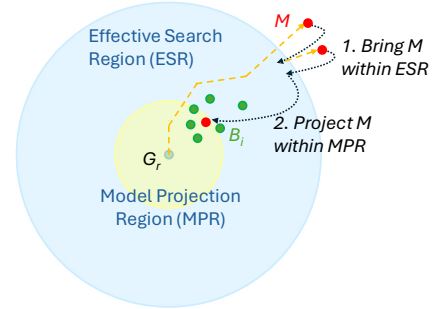 M
Effective Search
Region (ESR)
1. Bring M
within ESR
2. Project M
within MPR
B_i
G_r
Model Projection
Region (MPR)